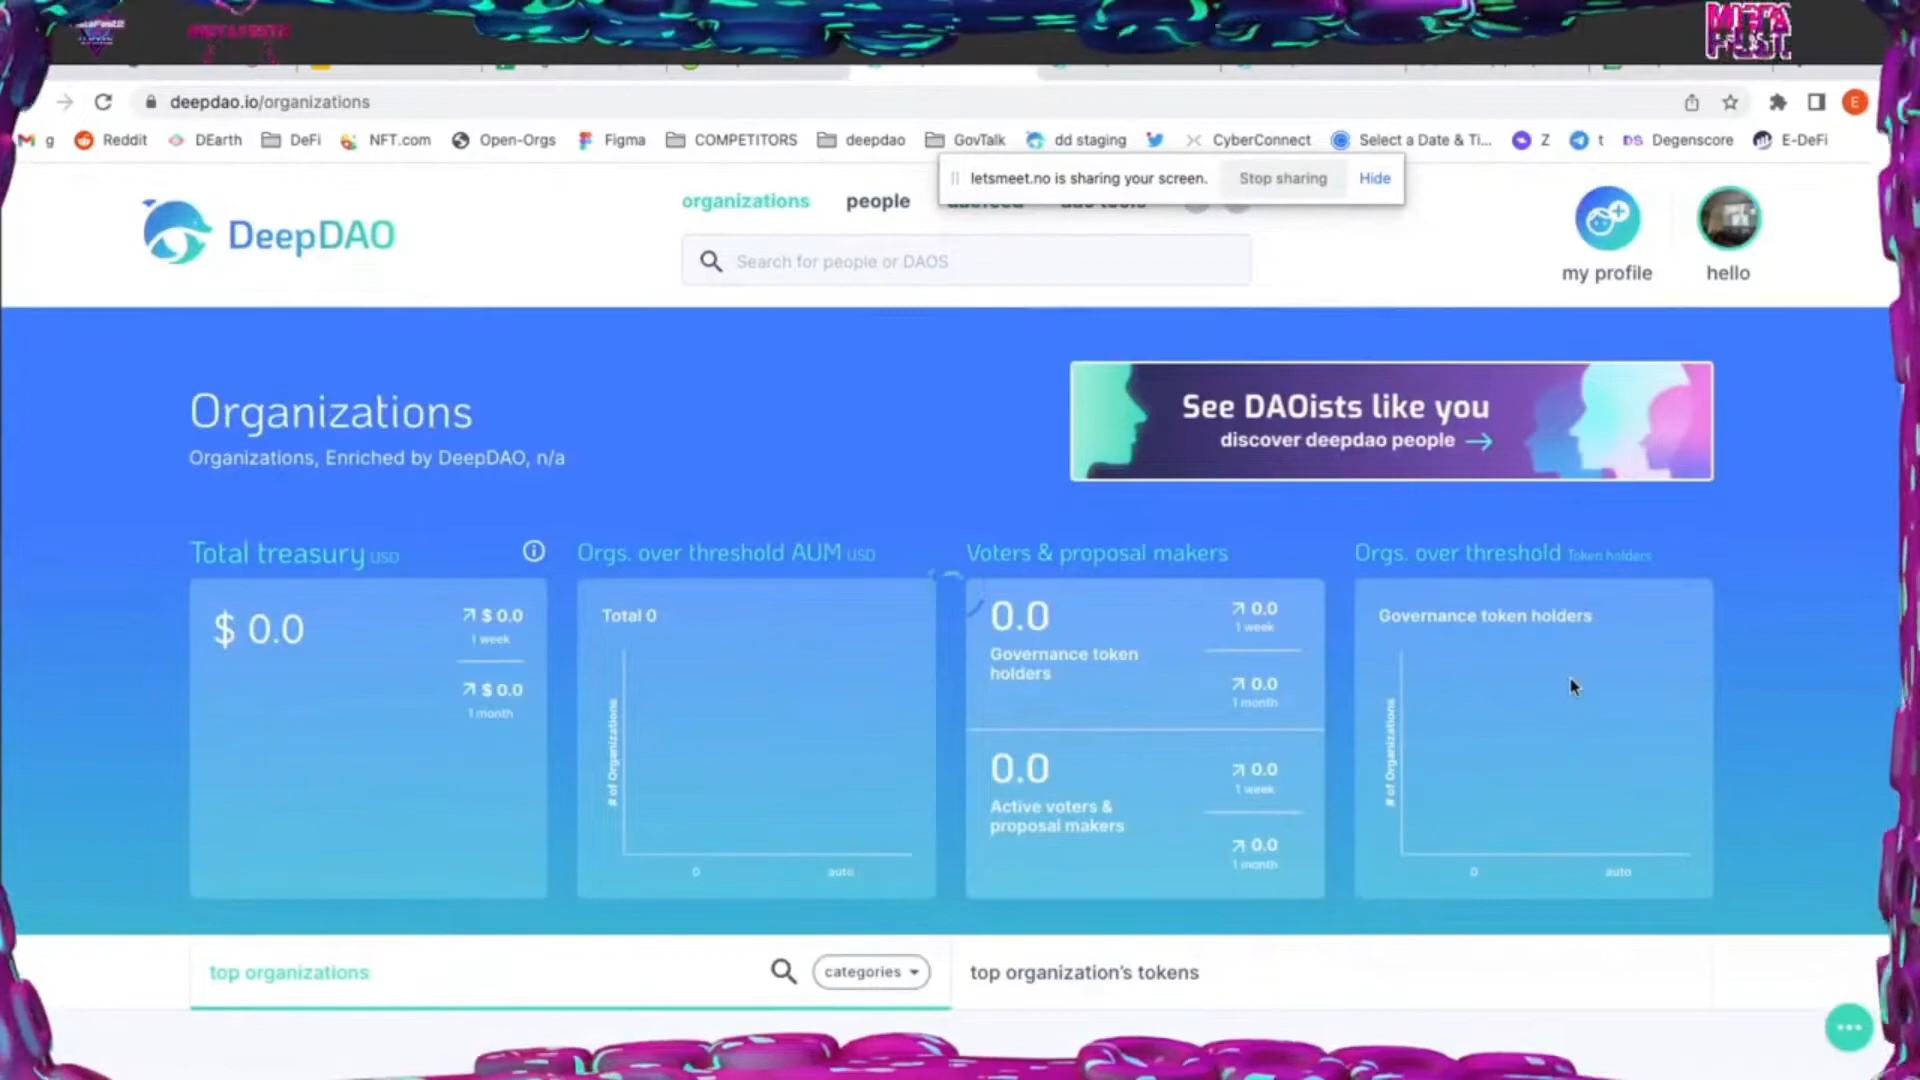 META
FEST
deepdao.io/organizations
E
g
Reddit
DEarth
DeFi
NFT.com
Open-Orgs
Figma
COMPETITORS
deepdao
GovTalk
dd staging
CyberConnect
Select a Date & Ti...
Z
t
DS Degenscore
E-DeFi
letsmeet.no is sharing your screen.
Stop sharing
Hide
organizations
people
DeepDAO
Search for people or DAOS
my profile
hello
Organizations
Organizations, Enriched by DeepDAO, n/a
See DAOists like you
discover deepdao people →
Total treasury USD
Orgs. over threshold AUM USD
Voters & proposal makers
Orgs. over threshold Token holders
$ 0.0
$ 0.0
1 week
$ 0.0
1 month
Total 0
# of Organizations
0
auto
0.0
Governance token
holders
0.0
1 week
0.0
1 month
0.0
Active voters &
proposal makers
0.0
1 week
0.0
1 month
Governance token holders
# of Organizations
0
auto
top organizations
categories
top organization's tokens